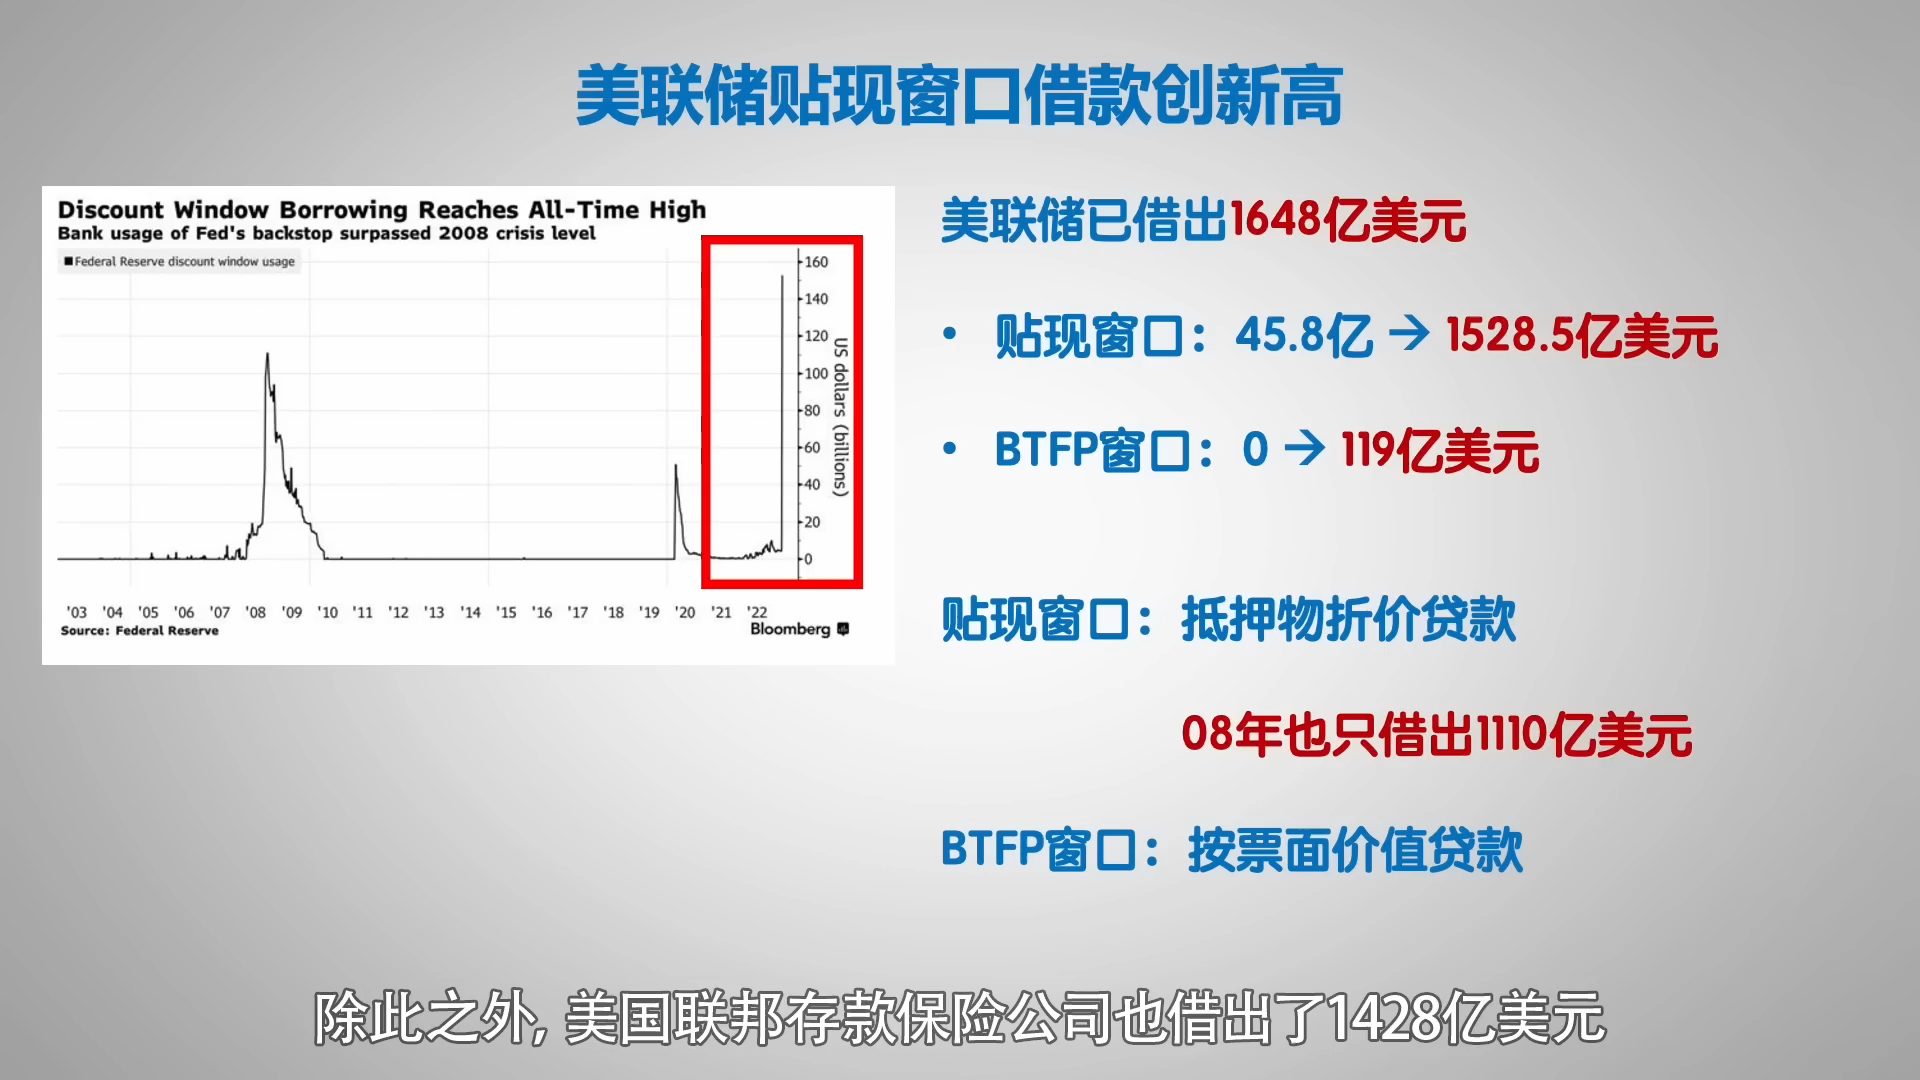 美联储贴现窗口借款创新高
Discount Window Borrowing Reaches All-Time High
Bank usage of Fed's backstop surpassed 2008 crisis level
Federal Reserve discount window usage
160
140
120
100
80
60
40
20
0
US dollars (billions)
'03 '04 '05 '06 '07 '08 '09 '10 '11 '12 '13 '14 '15 '16 '17 '18 '19 '20 '21 '22
Source: Federal Reserve
Bloomberg
美联储已借出1648亿美元
• 贴现窗口：45.8亿 → 1528.5亿美元
• BTFP窗口：0 → 119亿美元
贴现窗口：抵押物折价贷款
08年也只借出1110亿美元
BTFP窗口：按票面价值贷款
除此之外, 美国联邦存款保险公司也借出了1428亿美元